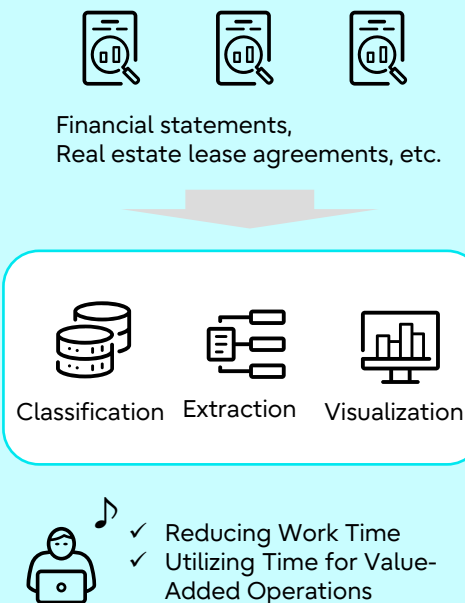 Financial statements,
Real estate lease agreements, etc.
Classification Extraction Visualization
✓ Reducing Work Time
✓ Utilizing Time for Value-
Added Operations